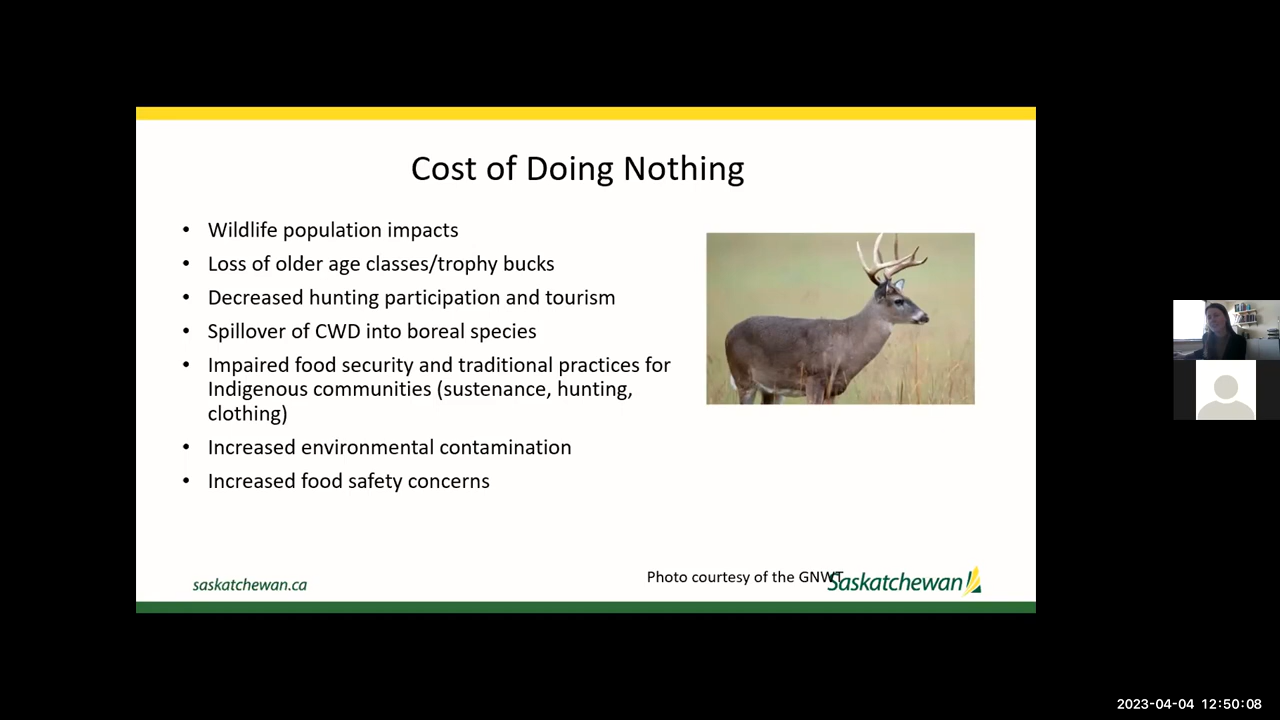 Cost of Doing Nothing
• Wildlife population impacts
• Loss of older age classes/trophy bucks
• Decreased hunting participation and tourism
• Spillover of CWD into boreal species
• Impaired food security and traditional practices for
Indigenous communities (sustenance, hunting,
clothing)
• Increased environmental contamination
• Increased food safety concerns
Photo courtesy of the GNWT
saskatchewan.ca
Saskatchewan
2023-04-04 12:50:08